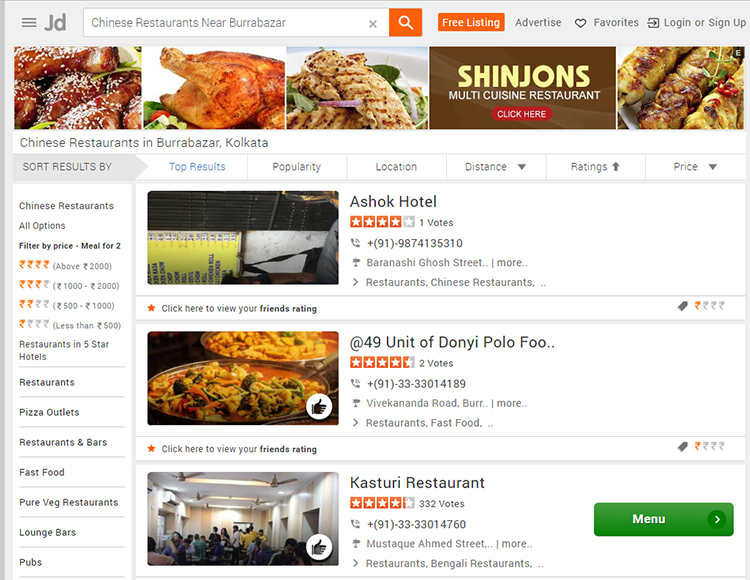 Jd Chinese Restaurants Near Burrabazar × Free Listing Advertise Favorites Login or Sign Up
SHINJONS
MULTI CUISINE RESTAURANT
CLICK HERE
E
Chinese Restaurants in Burrabazar, Kolkata
SORT RESULTS BY Top Results Popularity Location Distance Ratings Price
Chinese Restaurants
All Options
Filter by price - Meal for 2
₹₹₹₹ (Above ₹ 2000)
₹₹₹₹ (₹ 1000 - ₹ 2000)
₹₹₹₹ (₹ 500 - ₹ 1000)
₹₹₹₹ (Less than ₹ 500)
Restaurants in 5 Star
Hotels
Restaurants
Pizza Outlets
Restaurants & Bars
Fast Food
Pure Veg Restaurants
Lounge Bars
Pubs
Ashok Hotel
1 Votes
+(91)-9874135310
Baranashi Ghosh Street.. | more..
Restaurants, Chinese Restaurants, ..
Click here to view your friends rating
₹₹₹₹
@49 Unit of Donyi Polo Foo..
2 Votes
+(91)-33-33014189
Vivekananda Road, Burr.. | more..
Restaurants, Fast Food, ..
Click here to view your friends rating
₹₹₹₹
Kasturi Restaurant
332 Votes
+(91)-33-33014760
Mustaque Ahmed Street,.. | more..
Restaurants, Bengali Restaurants, ..
Menu